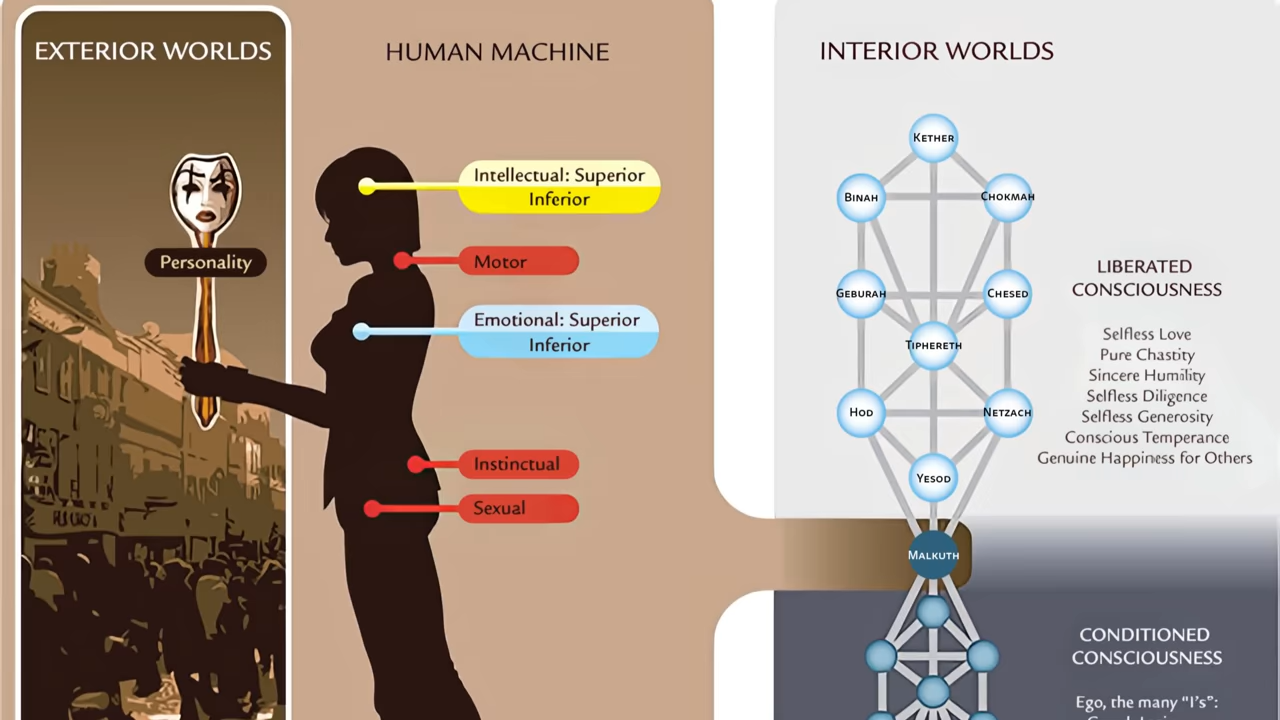 EXTERIOR WORLDS
Personality
HUMAN MACHINE
Intellectual: Superior
Inferior
Motor
Emotional: Superior
Inferior
Instinctual
Sexual
INTERIOR WORLDS
KETHER
BINAH
CHOKMAH
GEBURAH
CHESED
TIPHERETH
HOD
NETZACH
YESOD
MALKUTH
LIBERATED
CONSCIOUSNESS
Selfless Love
Pure Chastity
Sincere Humility
Selfless Diligence
Selfless Generosity
Conscious Temperance
Genuine Happiness for Others
CONDITIONED
CONSCIOUSNESS
Ego, the many “I’s”: